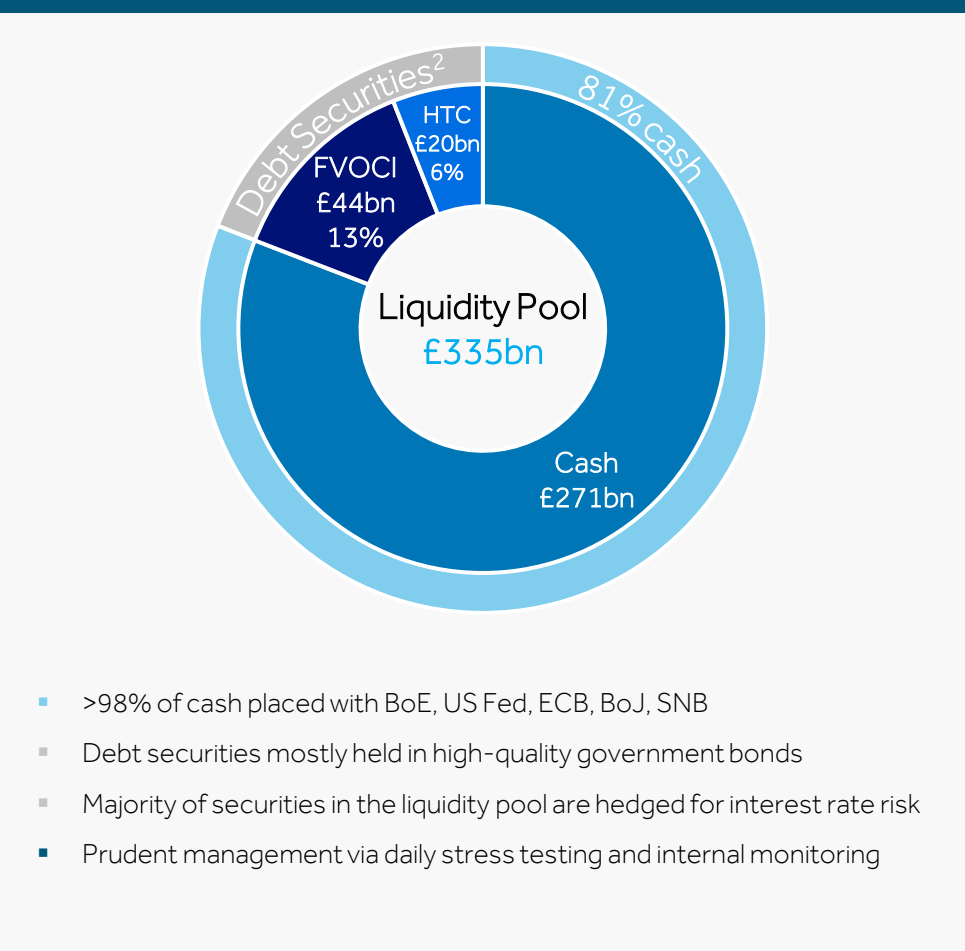 Debt Securities²
81% cash
HTC
£20bn
6%
FVOCI
£44bn
13%
Liquidity Pool
£335bn
Cash
£271bn
>98% of cash placed with BoE, US Fed, ECB, BoJ, SNB
Debt securities mostly held in high-quality government bonds
Majority of securities in the liquidity pool are hedged for interest rate risk
Prudent management via daily stress testing and internal monitoring